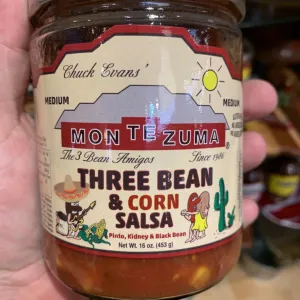 Chuck Evans'
MEDIUM
MEDIUM
MONTEZUMA®
The 3 Bean Amigos
Since 1986
THREE BEAN
& CORN
SALSA
Pinto, Kidney & Black Bean
Net Wt. 16 oz. (453 g)